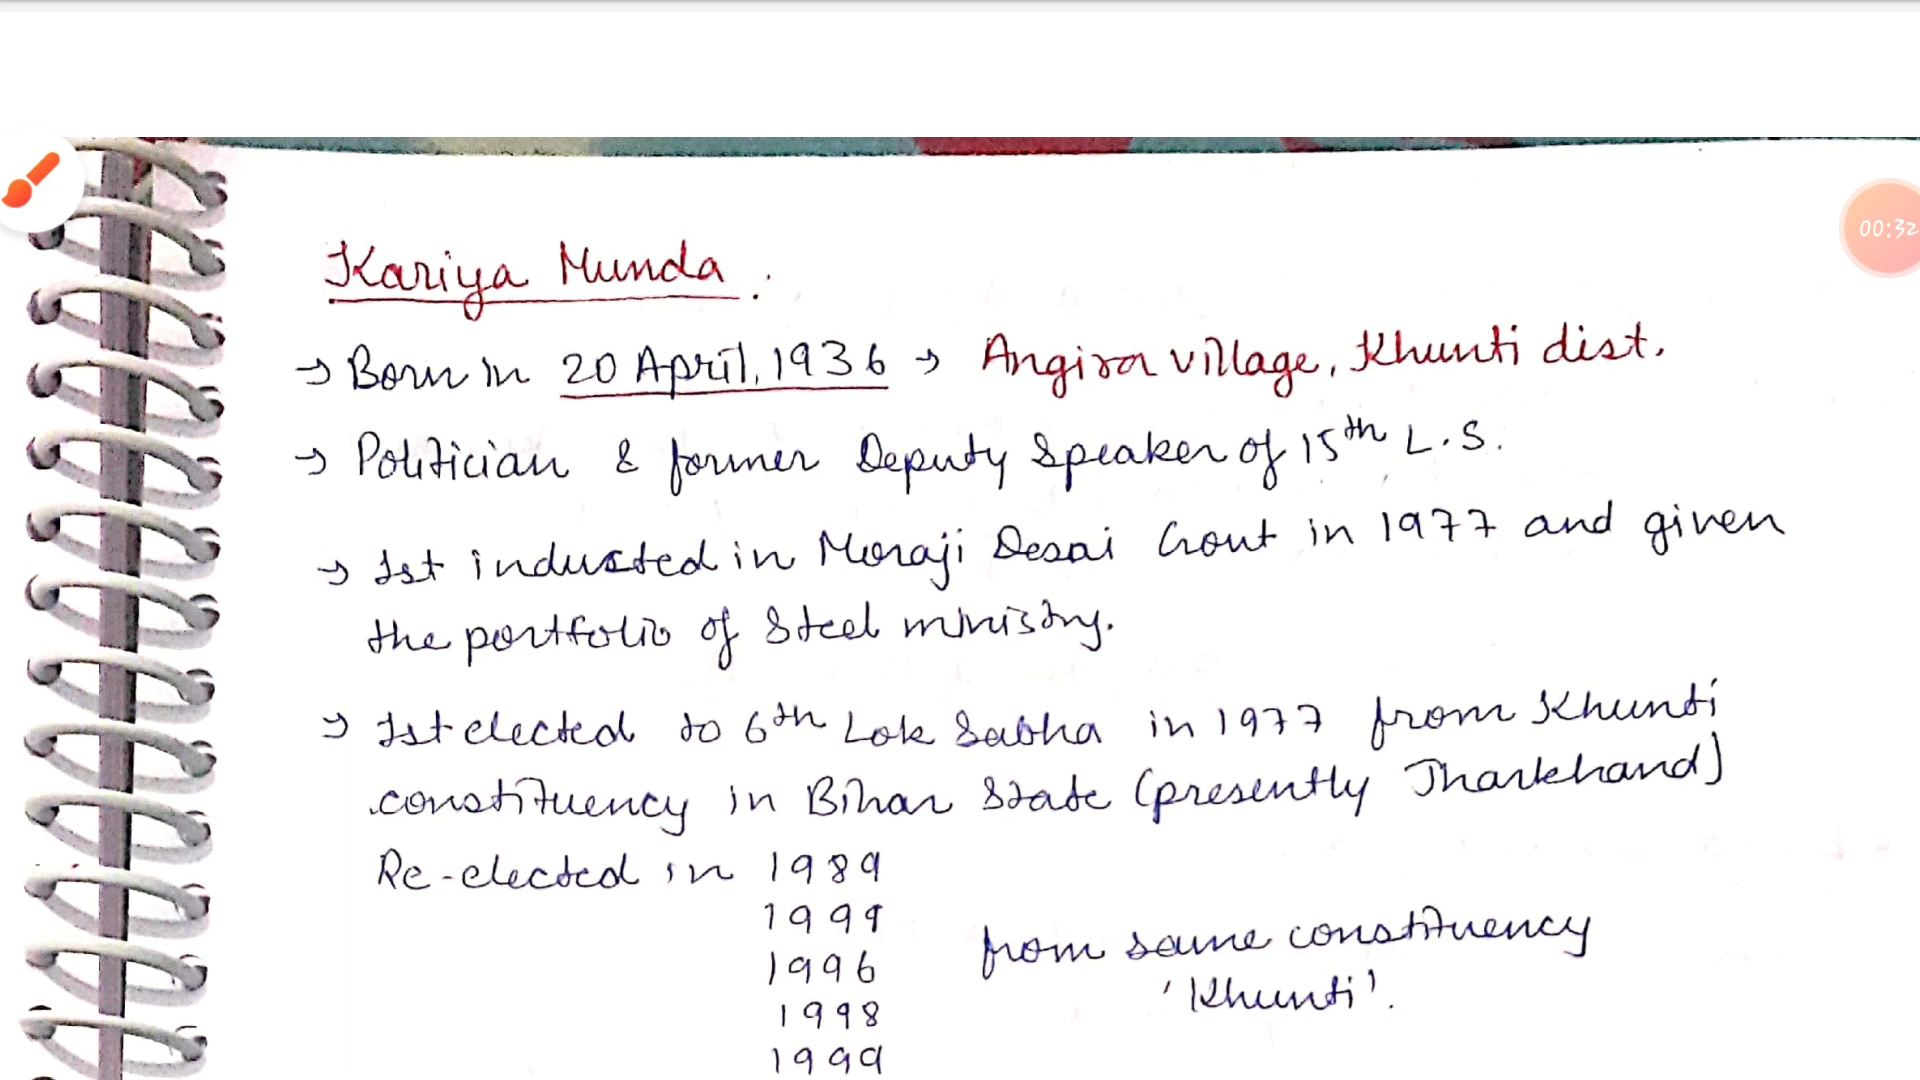 00:32
Kariya Munda.
→ Born in 20 April, 1936 → Angira village, Khunti dist.
→ Politician & former Deputy Speaker of 15th L.S.
→ 1st inducted in Moraji Desai Govt in 1977 and given
the portfolio of Steel ministry.
→ 1st elected to 6th Lok Sabha in 1977 from Khunti
constituency in Bihar State (presently Jharkhand)
Re-elected in 1989
1991
1996
1998
1999
from same constituency
'Khunti'.